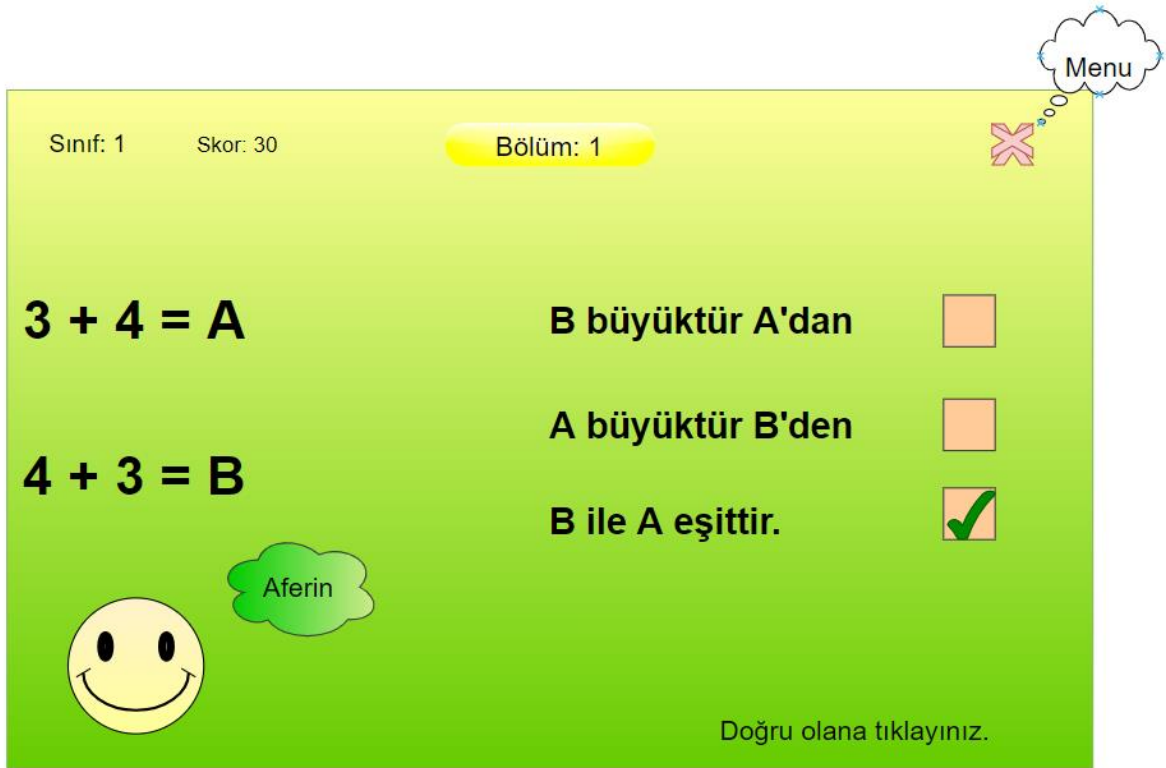 Menu
Sınıf: 1
Skor: 30
Bölüm: 1
3 + 4 = A
4 + 3 = B
B büyüktür A'dan
A büyüktür B'den
B ile A eşittir.
Aferin
Doğru olana tıklayınız.